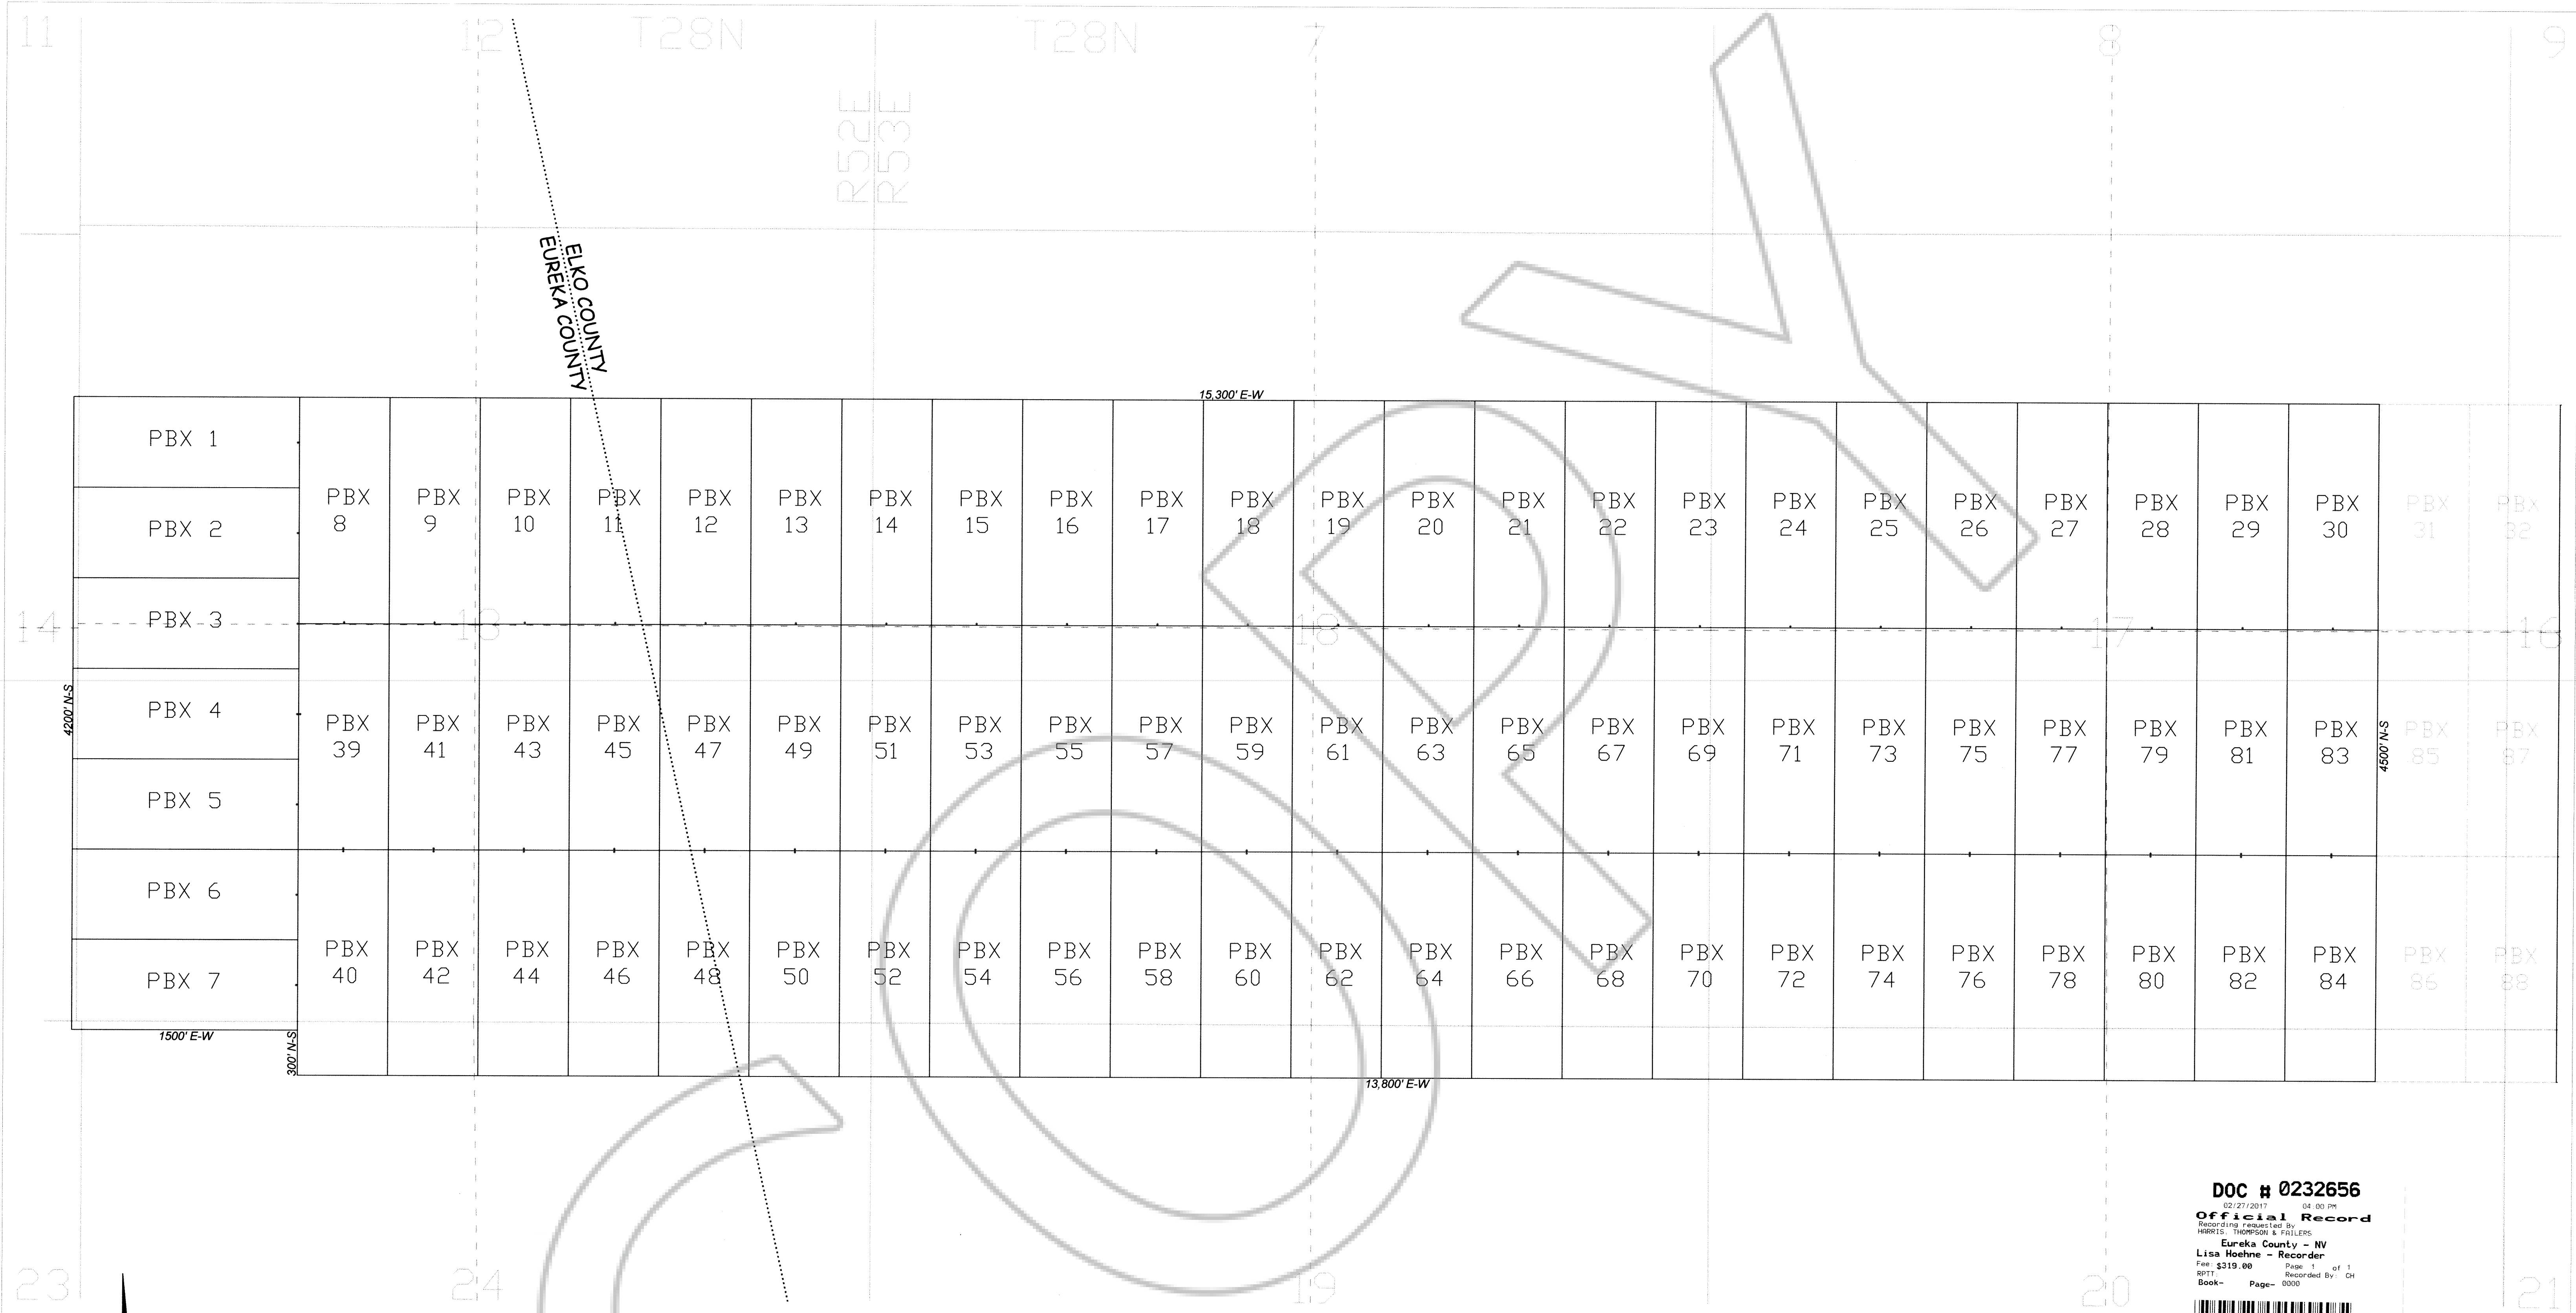 11 12 T28N T28N 7 8 9
R52E
R53E
ELKO COUNTY
EUREKA COUNTY
15,300' E-W
PBX 1
PBX 2
PBX 3
PBX 4
PBX 5
PBX 6
PBX 7
PBX PBX PBX PBX PBX PBX PBX PBX PBX PBX PBX PBX PBX PBX PBX PBX PBX PBX PBX PBX PBX PBX PBX PBX PBX
8 9 10 11 12 13 14 15 16 17 18 19 20 21 22 23 24 25 26 27 28 29 30 31 32
14 13 18 17 16
4200' N-S
PBX PBX PBX PBX PBX PBX PBX PBX PBX PBX PBX PBX PBX PBX PBX PBX PBX PBX PBX PBX PBX PBX PBX PBX PBX
39 41 43 45 47 49 51 53 55 57 59 61 63 65 67 69 71 73 75 77 79 81 83 85 87
4500' N-S
PBX PBX PBX PBX PBX PBX PBX PBX PBX PBX PBX PBX PBX PBX PBX PBX PBX PBX PBX PBX PBX PBX PBX PBX PBX
40 42 44 46 48 50 52 54 56 58 60 62 64 66 68 70 72 74 76 78 80 82 84 86 88
1500' E-W
300' N-S
13,800' E-W
COPY
DOC # 0232656
02/27/2017 04:00 PM
Official Record
Recording requested By
HARRIS, THOMPSON & FAILERS
Eureka County - NV
Lisa Hoehne - Recorder
Fee: $319.00 Page 1 of 1
RPTT: Recorded By: CH
Book- Page- 0000
23 24 19 20 21